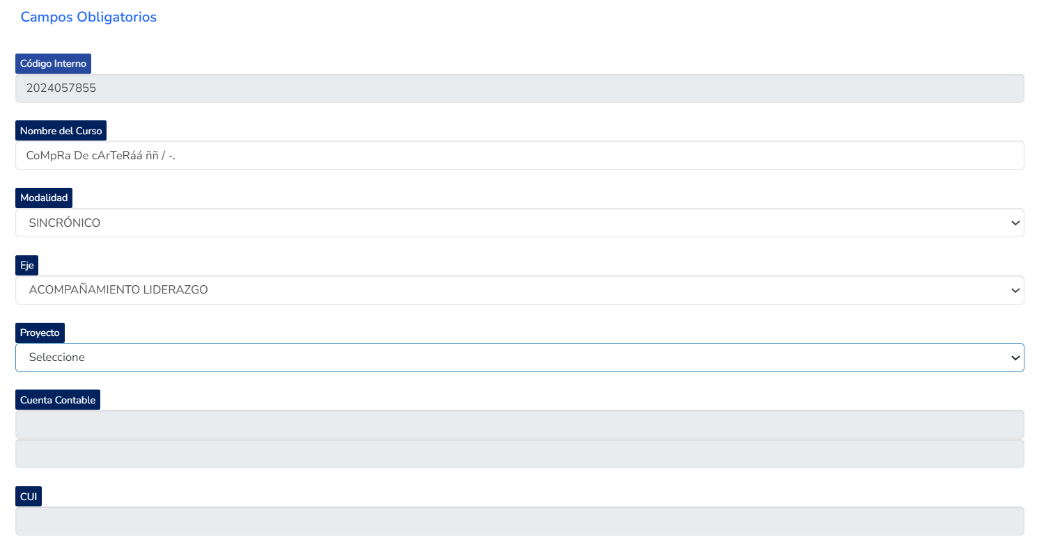 Campos Obligatorios
Código Interno
2024057855
Nombre del Curso
CoMpRa De cArTeRáá ññ / -.
Modalidad
SINCRÓNICO
Eje
ACOMPAÑAMIENTO LIDERAZGO
Proyecto
Seleccione
Cuenta Contable
CUI